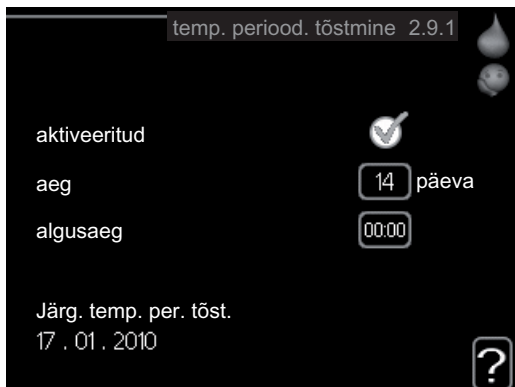 temp. periood. tõstmine 2.9.1
aktiveeritud
aeg 14 päeva
algusaeg 00:00
Järg. temp. per. tõst.
17 . 01 . 2010
?